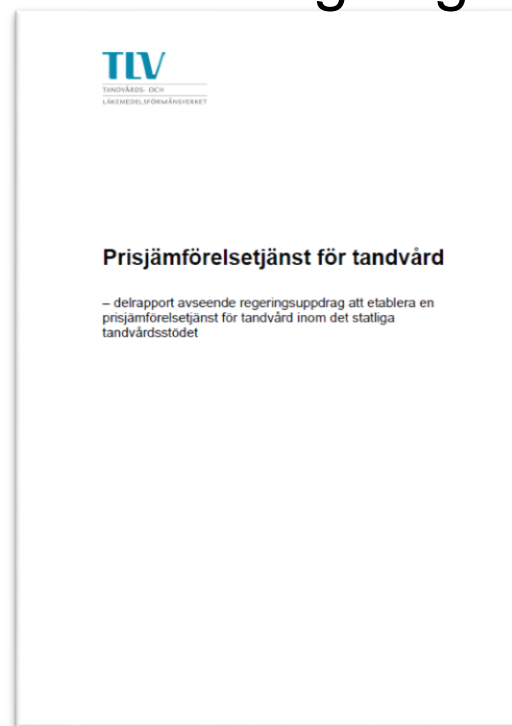 TLV
TANDVÅRDS- OCH
LÄKEMEDELSFÖRMÅNSVERKET
Prisjämförelsetjänst för tandvård
– delrapport avseende regeringsuppdrag att etablera en
prisjämförelsetjänst för tandvård inom det statliga
tandvårdsstödet